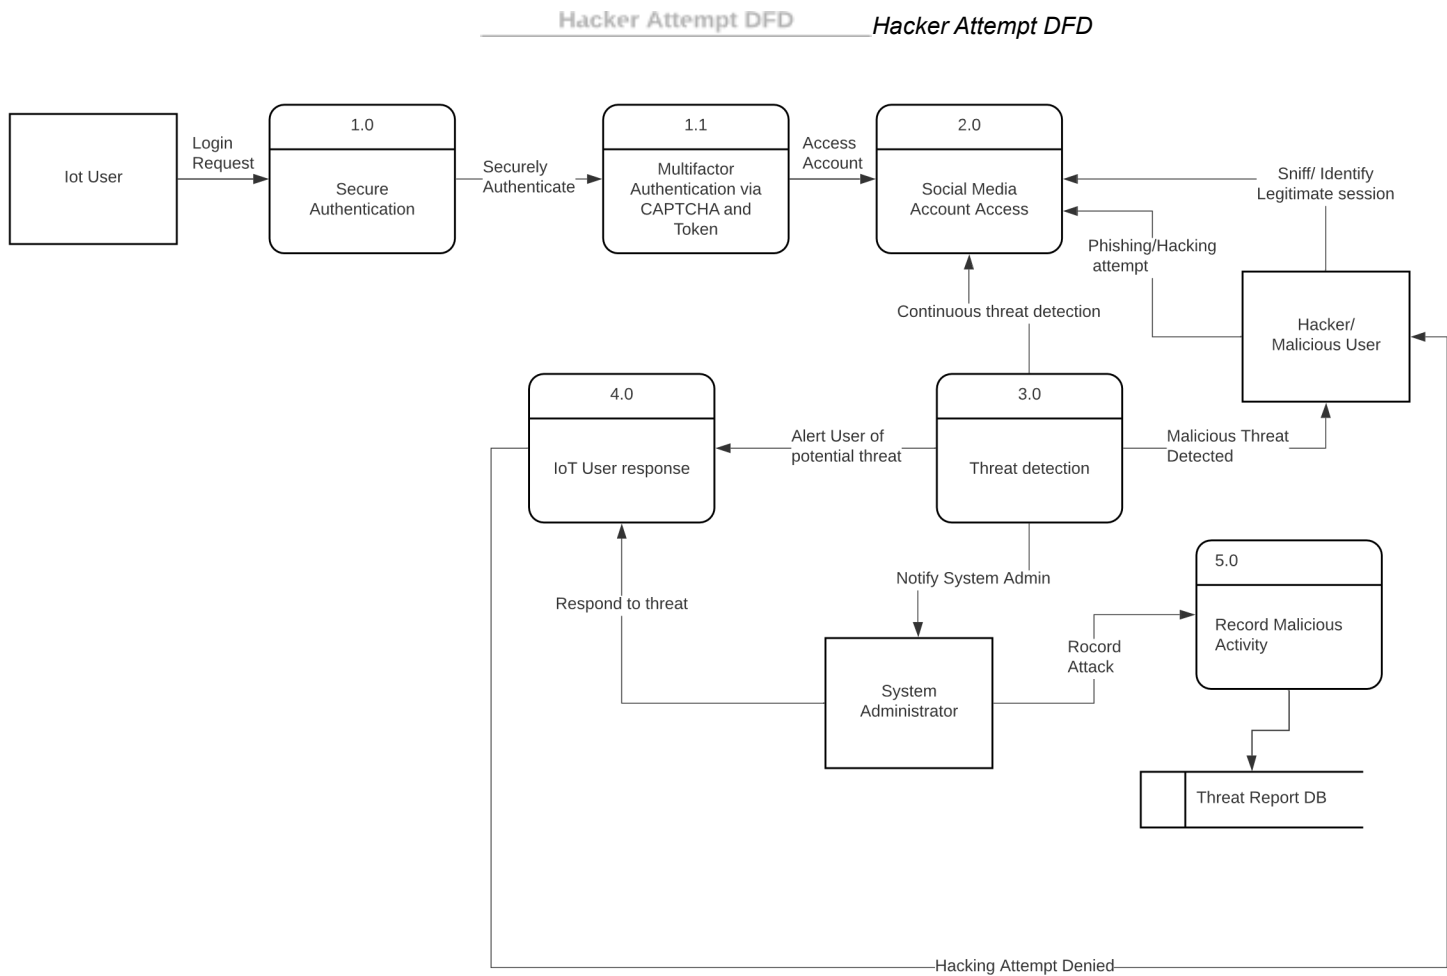 Hacker Attempt DFD
Hacker Attempt DFD
Iot User
Login
Request
1.0
Secure
Authentication
Securely
Authenticate
1.1
Multifactor
Authentication via
CAPTCHA and
Token
Access
Account
2.0
Social Media
Account Access
Sniff/ Identify
Legitimate session
Phishing/Hacking
attempt
Hacker/
Malicious User
Continuous threat detection
4.0
IoT User response
Alert User of
potential threat
3.0
Threat detection
Malicious Threat
Detected
Notify System Admin
Respond to threat
System
Administrator
Rocord
Attack
5.0
Record Malicious
Activity
Threat Report DB
Hacking Attempt Denied